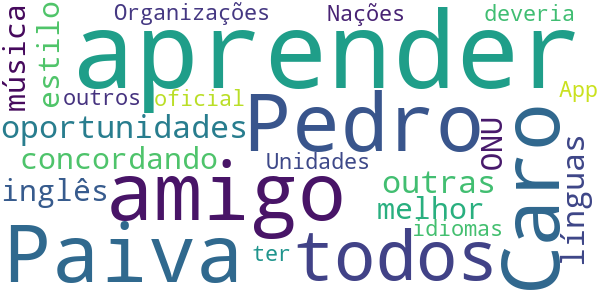 música
estilo
Organizações
Nações
deveria
aprender
outros
oficial
App
oportunidades
Pedro
ONU
Caro
línguas
concordando
Unidades
inglês
amigo
outras
melhor
idiomas
Paiva
ter
todos